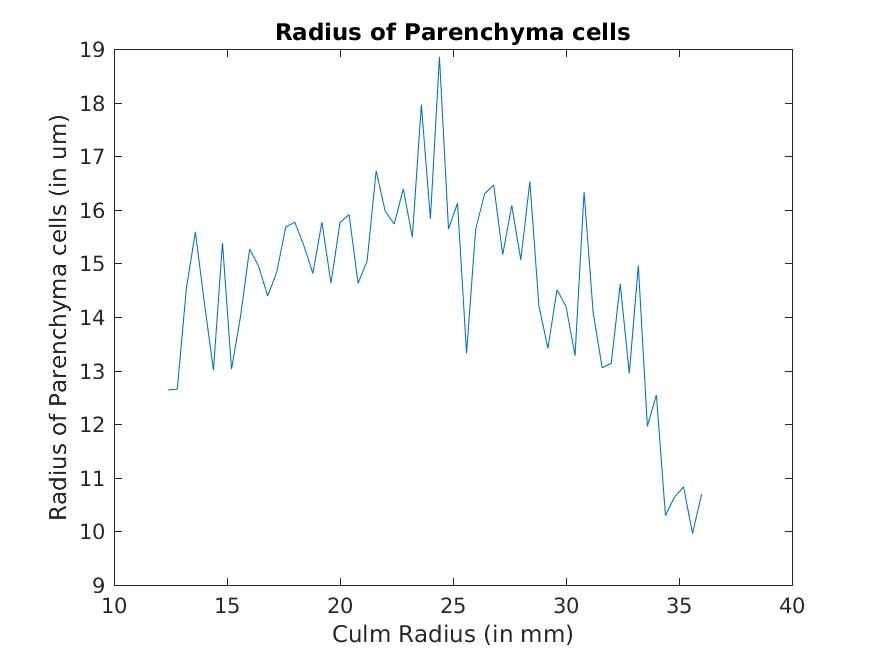 Radius of Parenchyma cells
19
18
17
16
15
14
13
12
11
10
9
Radius of Parenchyma cells (in um)
10 15 20 25 30 35 40
Culm Radius (in mm)